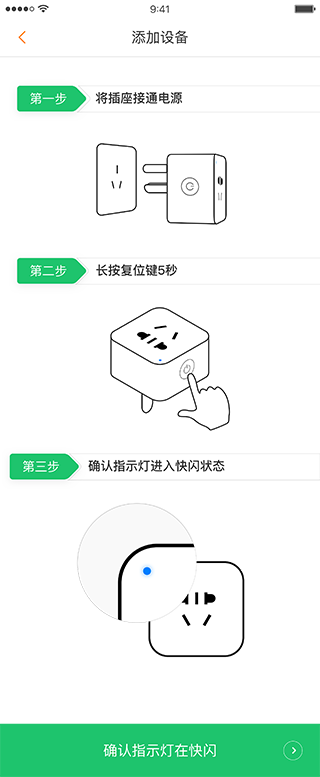 9:41
添加设备
第一步 将插座接通电源
第二步 长按复位键5秒
第三步 确认指示灯进入快闪状态
确认指示灯在快闪